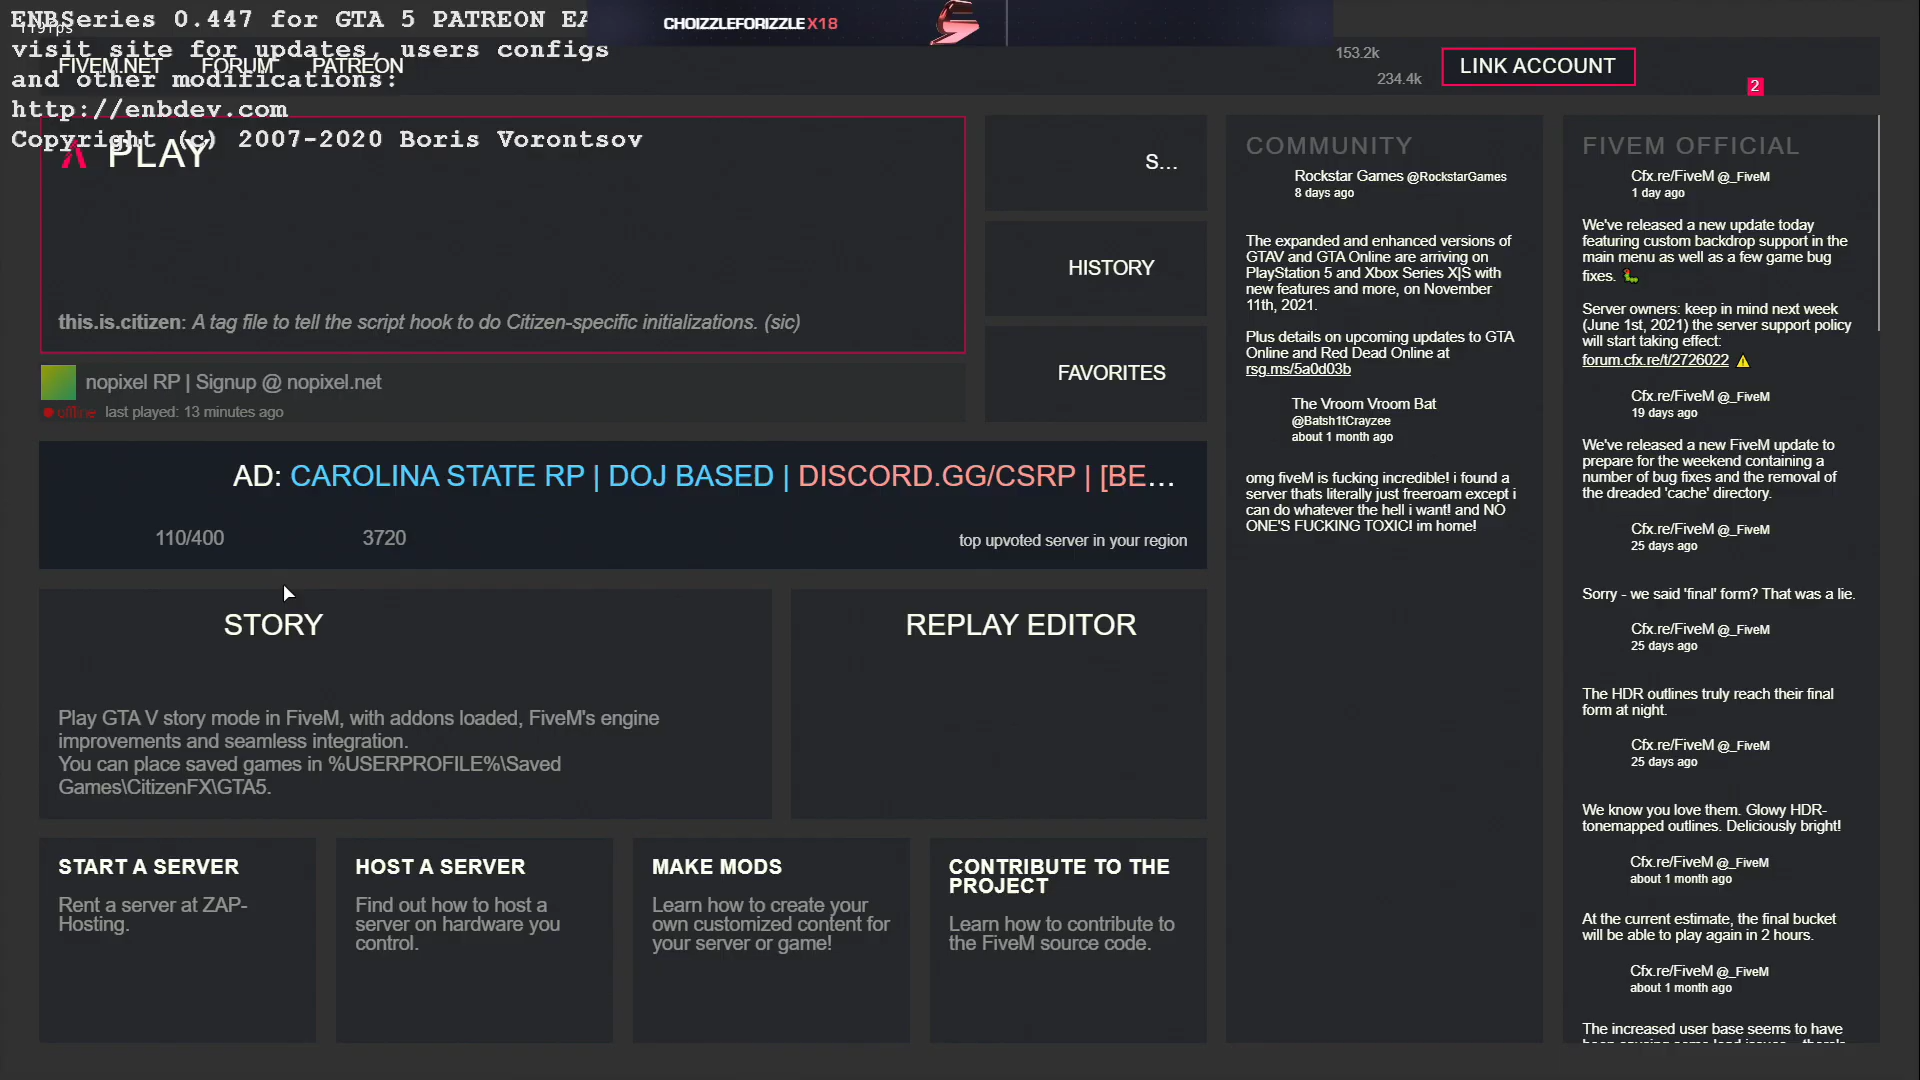 ENBSeries 0.447 for GTA 5 PATREON EA
119fps
visit site for updates, users configs
and other modifications:
http://enbdev.com
Copyright (c) 2007-2020 Boris Vorontsov
CHOIZZLEFORIZZLE X18
FIVEM.NET FORUM PATREON
153.2k
234.4k
LINK ACCOUNT
2
PLAY
this.is.citizen: A tag file to tell the script hook to do Citizen-specific initializations. (sic)
nopixel RP | Signup @ nopixel.net
offline last played: 13 minutes ago
S...
HISTORY
FAVORITES
AD: CAROLINA STATE RP | DOJ BASED | DISCORD.GG/CSRP | [BE...
110/400 3720 top upvoted server in your region
STORY
Play GTA V story mode in FiveM, with addons loaded, FiveM's engine
improvements and seamless integration.
You can place saved games in %USERPROFILE%\Saved
Games\CitizenFX\GTA5.
REPLAY EDITOR
START A SERVER
Rent a server at ZAP-
Hosting.
HOST A SERVER
Find out how to host a
server on hardware you
control.
MAKE MODS
Learn how to create your
own customized content for
your server or game!
CONTRIBUTE TO THE
PROJECT
Learn how to contribute to
the FiveM source code.
COMMUNITY
Rockstar Games @RockstarGames
8 days ago
The expanded and enhanced versions of
GTAV and GTA Online are arriving on
PlayStation 5 and Xbox Series X|S with
new features and more, on November
11th, 2021.
Plus details on upcoming updates to GTA
Online and Red Dead Online at
rsg.ms/5a0d03b
The Vroom Vroom Bat
@Batsh1tCrayzee
about 1 month ago
omg fiveM is fucking incredible! i found a
server thats literally just freeroam except i
can do whatever the hell i want! and NO
ONE'S FUCKING TOXIC! im home!
FIVEM OFFICIAL
Cfx.re/FiveM @_FiveM
1 day ago
We've released a new update today
featuring custom backdrop support in the
main menu as well as a few game bug
fixes. 🐛
Server owners: keep in mind next week
(June 1st, 2021) the server support policy
will start taking effect:
forum.cfx.re/t/2726022 ⚠️
Cfx.re/FiveM @_FiveM
19 days ago
We've released a new FiveM update to
prepare for the weekend containing a
number of bug fixes and the removal of
the dreaded 'cache' directory.
Cfx.re/FiveM @_FiveM
25 days ago
Sorry - we said 'final' form? That was a lie.
Cfx.re/FiveM @_FiveM
25 days ago
The HDR outlines truly reach their final
form at night.
Cfx.re/FiveM @_FiveM
25 days ago
We know you love them. Glowy HDR-
tonemapped outlines. Deliciously bright!
Cfx.re/FiveM @_FiveM
about 1 month ago
At the current estimate, the final bucket
will be able to play again in 2 hours.
Cfx.re/FiveM @_FiveM
about 1 month ago
The increased user base seems to have